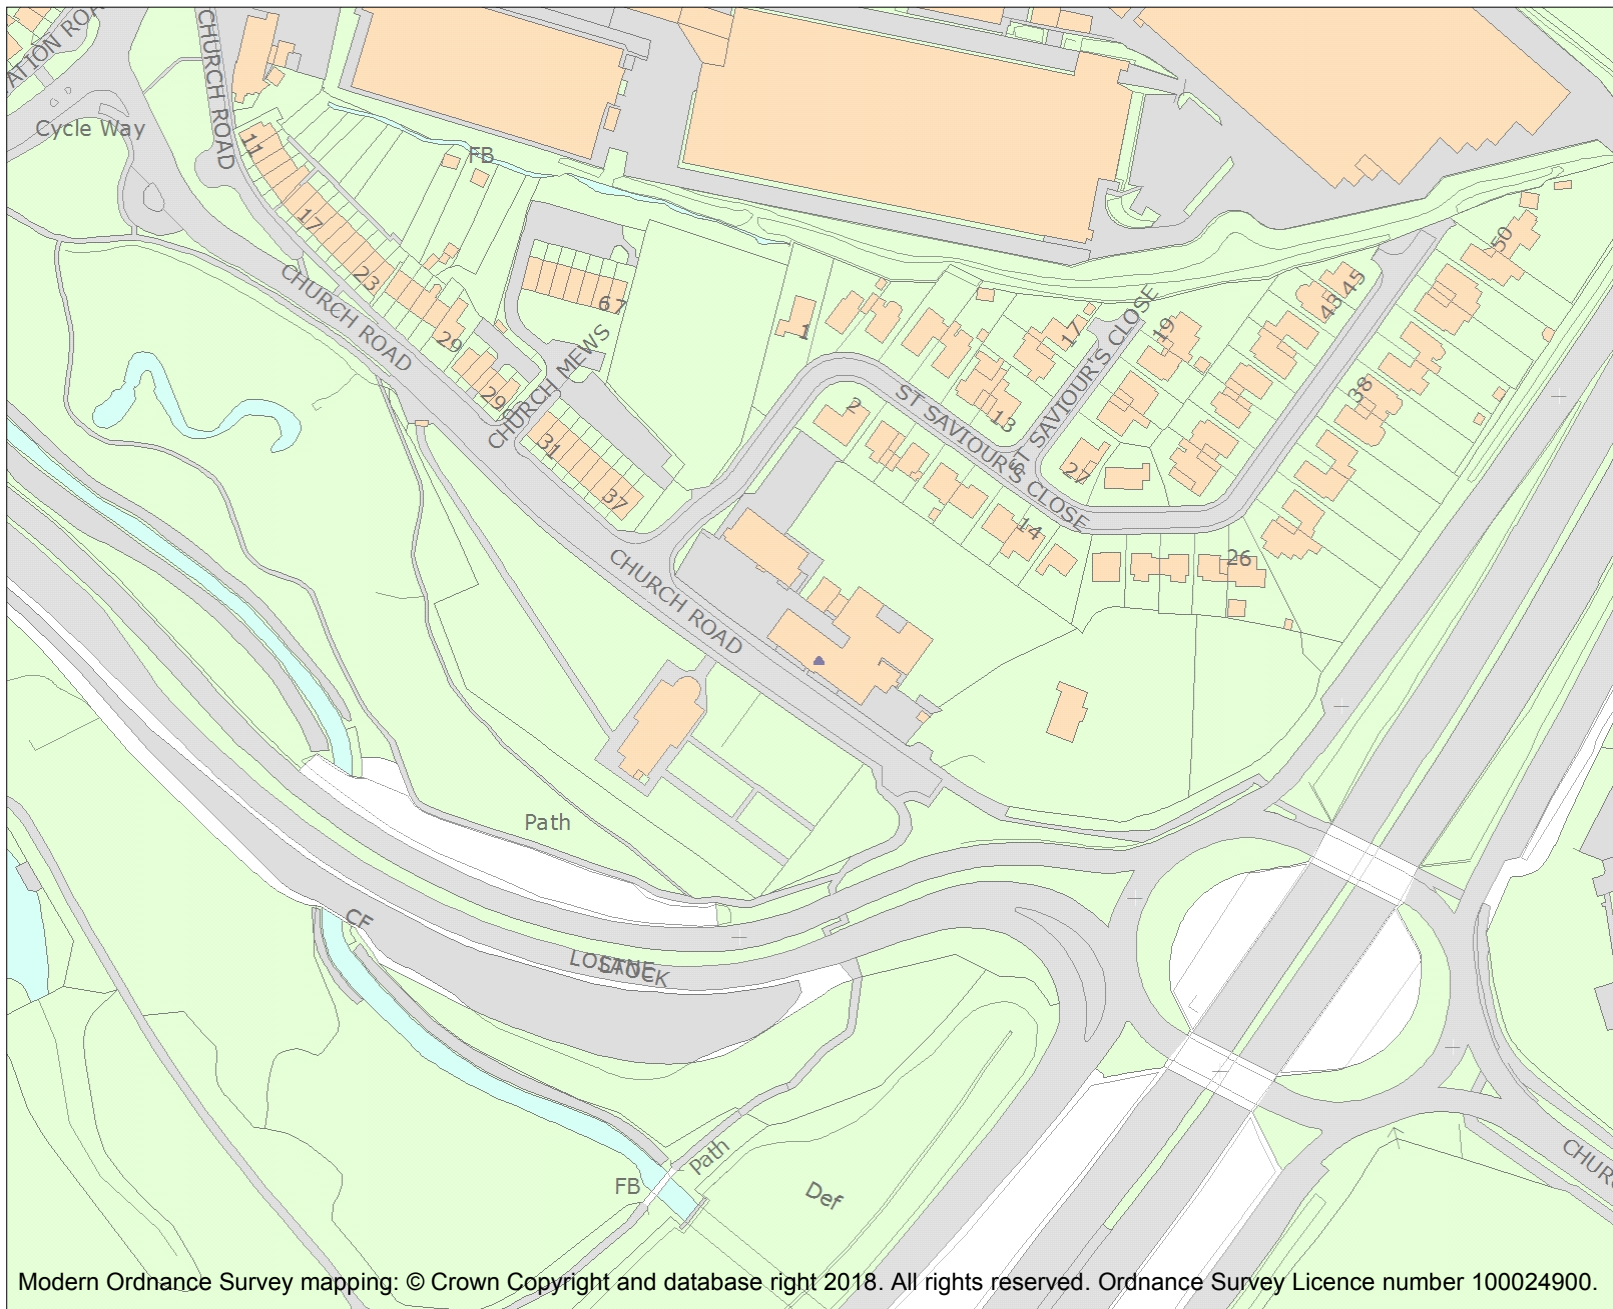 ATION ROA
CHURCH ROAD
Cycle Way
11
17
23
FB
CHURCH ROAD
29
29
67
CHURCH MEWS
31
37
1
2
ST SAVIOUR'S CLOSE
13
17
ST SAVIOUR'S CLOSE
19
27
14
26
38
43
45
50
CHURCH ROAD
Path
CF
LOSTOCK
LANE
Path
FB
Def
CHURC
Modern Ordnance Survey mapping: © Crown Copyright and database right 2018. All rights reserved. Ordnance Survey Licence number 100024900.